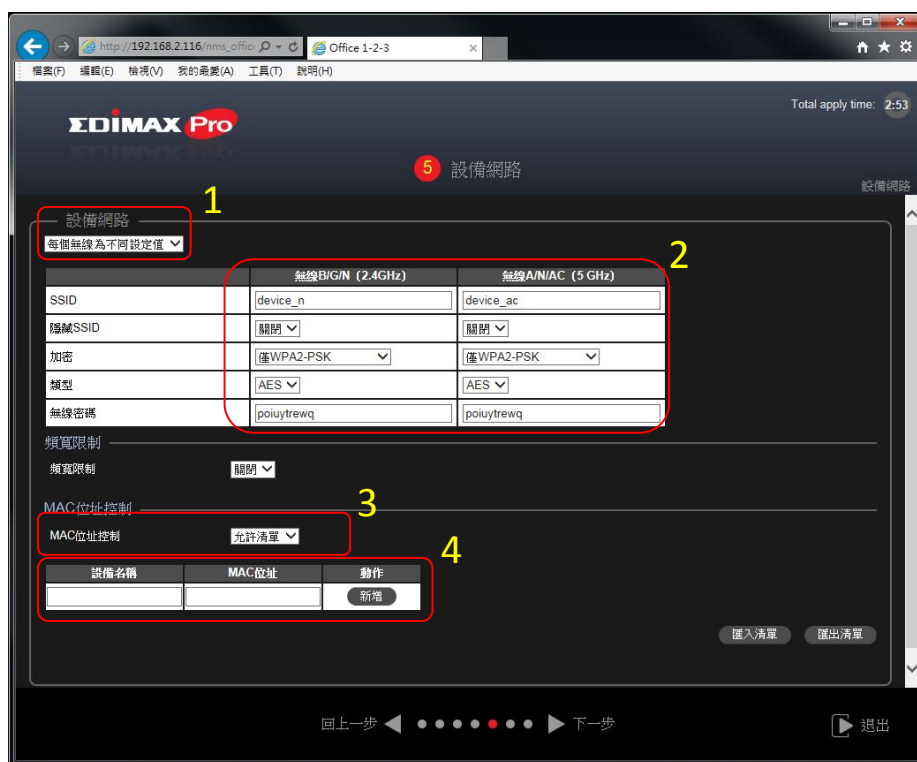 http://192.168.2.116/nms_offic
Office 1-2-3
檔案(F) 編輯(E) 檢視(V) 我的最愛(A) 工具(T) 說明(H)
Total apply time: 2:53
EDIMAX Pro
5 設備網路
設備網路
1
設備網路
每個無線為不同設定值
2
無線B/G/N (2.4GHz) 無線A/N/AC (5 GHz)
SSID device_n device_ac
隱藏SSID 關閉 關閉
加密 僅WPA2-PSK 僅WPA2-PSK
類型 AES AES
無線密碼 poiuytrewq poiuytrewq
頻寬限制
頻寬限制 關閉
MAC位址控制
3
MAC位址控制 允許清單
4
設備名稱 MAC位址 動作
新增
匯入清單 匯出清單
回上一步 下一步
退出